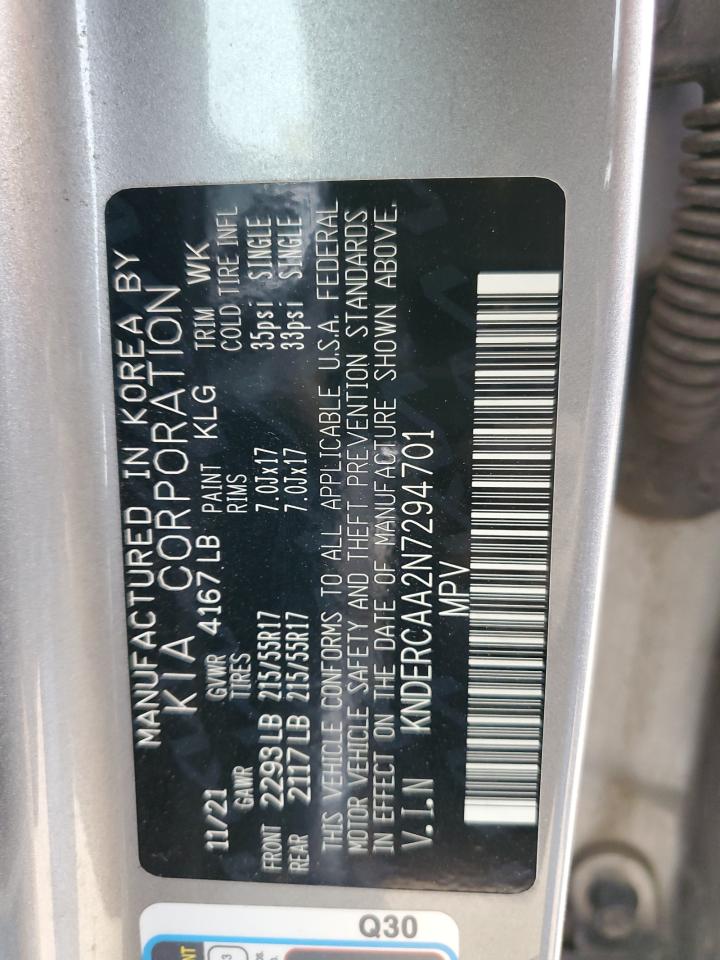 MANUFACTURED IN KOREA BY
KIA CORPORATION
11/21 GVWR 4167 LB PAINT KLG TRIM WK
GAWR TIRES RIMS COLD TIRE INFL
FRONT 2293 LB 215/55R17 7.0Jx17 35psi SINGLE
REAR 2117 LB 215/55R17 7.0Jx17 33psi SINGLE
THIS VEHICLE CONFORMS TO ALL APPLICABLE U.S.A. FEDERAL
MOTOR VEHICLE SAFETY AND THEFT PREVENTION STANDARDS
IN EFFECT ON THE DATE OF MANUFACTURE SHOWN ABOVE.
V.I.N KNDERCAA2N7294701
MPV
Q30